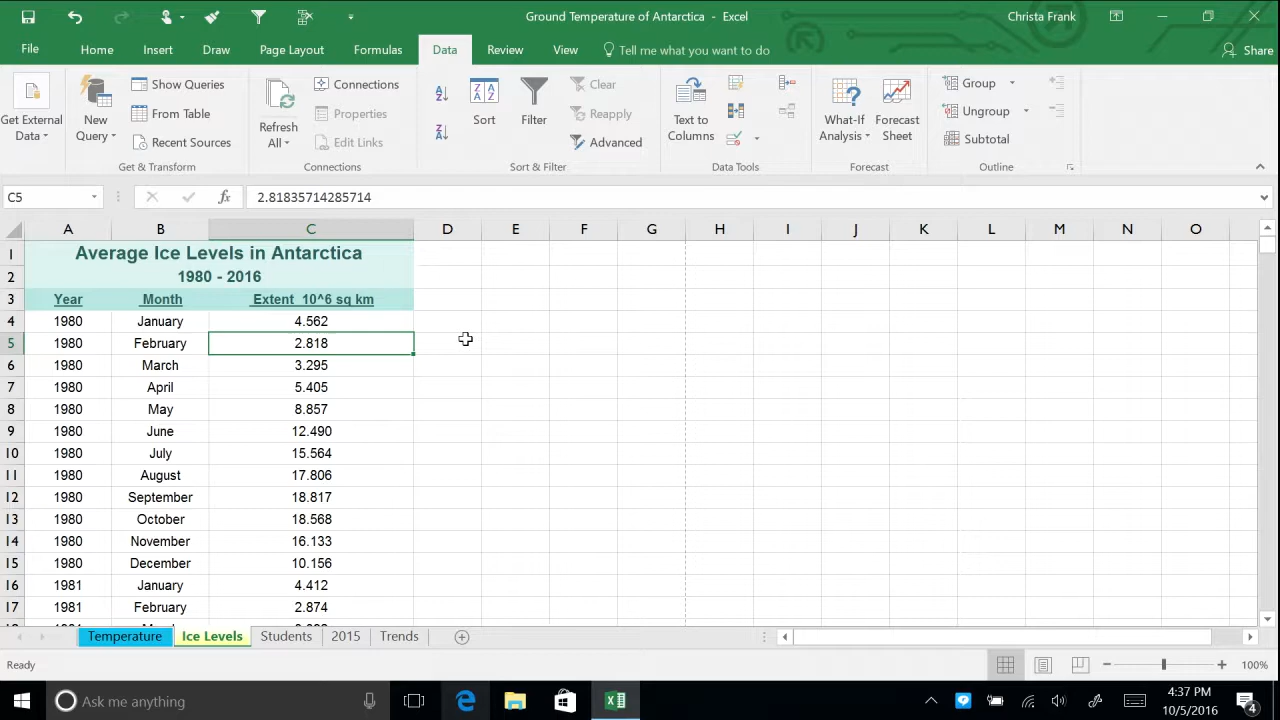 Ground Temperature of Antarctica - Excel
Christa Frank
File Home Insert Draw Page Layout Formulas Data Review View Tell me what you want to do Share
Get External Data
New Query
Show Queries
From Table
Recent Sources
Get & Transform
Refresh All
Connections
Properties
Edit Links
Connections
Sort
Filter
Clear
Reapply
Advanced
Sort & Filter
Text to Columns
Data Tools
What-If Analysis
Forecast Sheet
Forecast
Group
Ungroup
Subtotal
Outline
C5 fx 2.81835714285714
A B C D E F G H I J K L M N O
1 Average Ice Levels in Antarctica
2 1980 - 2016
3 Year Month Extent 10^6 sq km
4 1980 January 4.562
5 1980 February 2.818
6 1980 March 3.295
7 1980 April 5.405
8 1980 May 8.857
9 1980 June 12.490
10 1980 July 15.564
11 1980 August 17.806
12 1980 September 18.817
13 1980 October 18.568
14 1980 November 16.133
15 1980 December 10.156
16 1981 January 4.412
17 1981 February 2.874
Temperature Ice Levels Students 2015 Trends
Ready 100%
Ask me anything
4:37 PM
10/5/2016
4